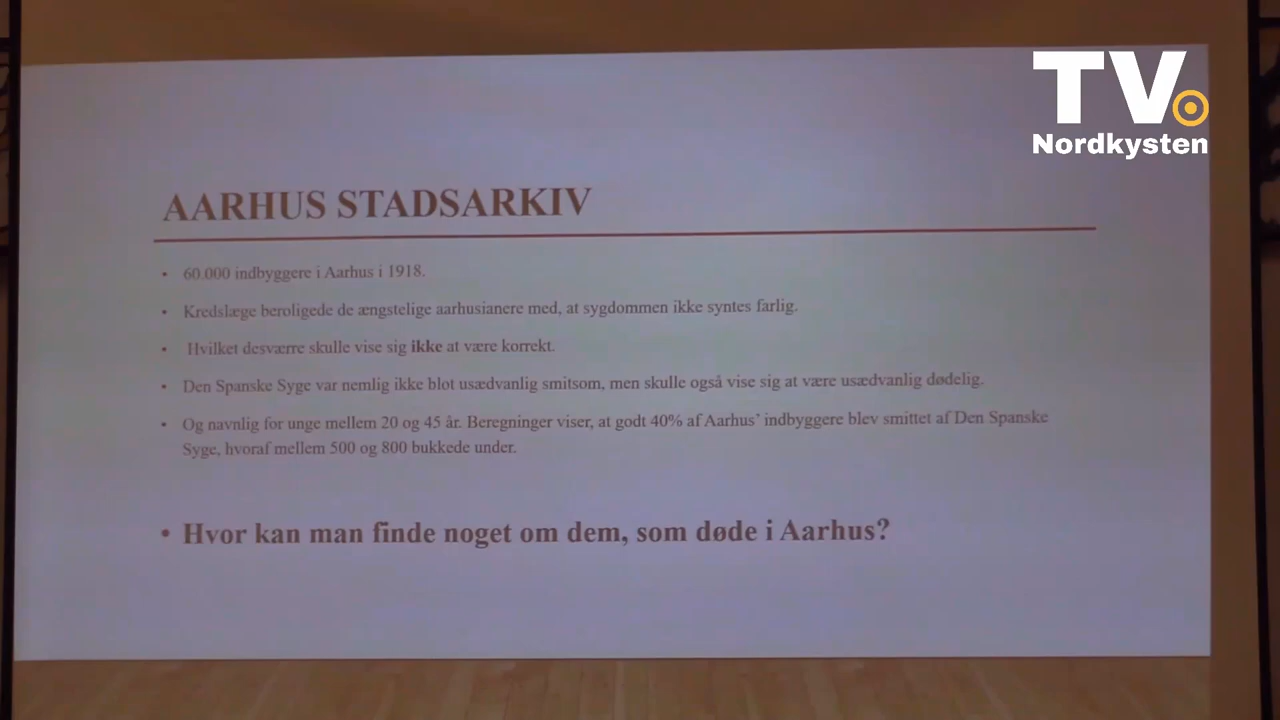 TV
Nordkysten
AARHUS STADSARKIV
• 60.000 indbyggere i Aarhus i 1918.
• Kredslæge beroligede de ængstelige aarhusianere med, at sygdommen ikke syntes farlig.
• Hvilket desværre skulle vise sig ikke at være korrekt.
• Den Spanske Syge var nemlig ikke blot usædvanlig smitsom, men skulle også vise sig at være usædvanlig dødelig.
• Og navnlig for unge mellem 20 og 45 år. Beregninger viser, at godt 40% af Aarhus’ indbyggere blev smittet af Den Spanske
Syge, hvoraf mellem 500 og 800 bukkede under.
• Hvor kan man finde noget om dem, som døde i Aarhus?